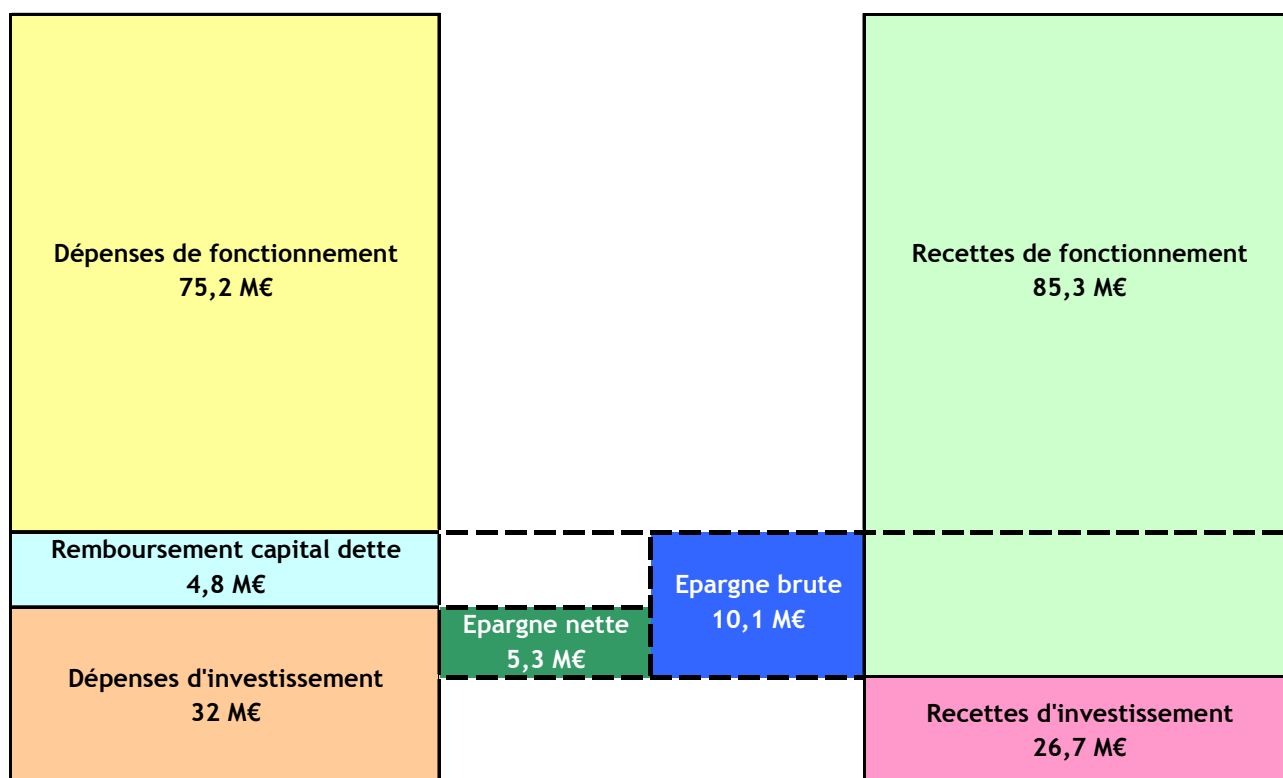 Dépenses de fonctionnement
75,2 M€
Recettes de fonctionnement
85,3 M€
Remboursement capital dette
4,8 M€
Epargne brute
10,1 M€
Epargne nette
5,3 M€
Dépenses d'investissement
32 M€
Recettes d'investissement
26,7 M€